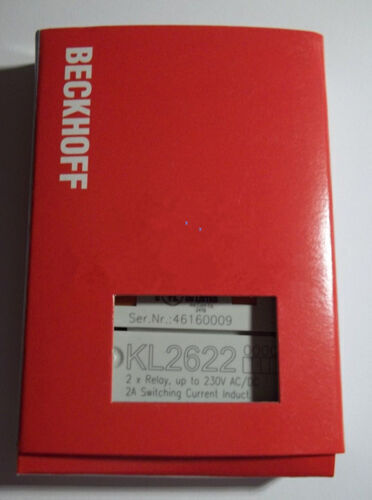 BECKHOFF
Ser.Nr.:46160009
KL2622
2 x Relay, up to 230V AC/DC
2A Switching Current Induct.